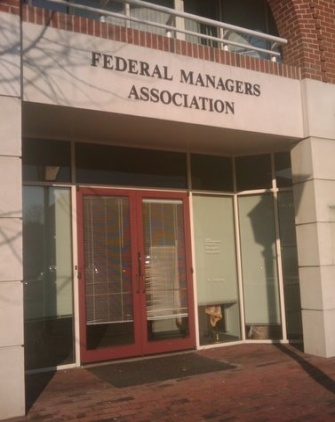 FEDERAL MANAGERS
ASSOCIATION